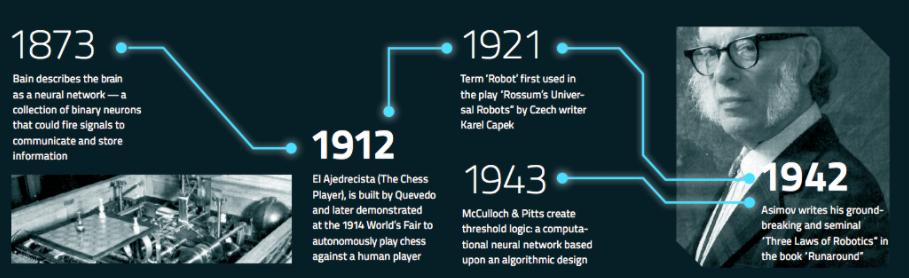 1873
Bain describes the brain
as a neural network — a
collection of binary neurons
that could fire signals to
communicate and store
information
1912
El Ajedrecista (The Chess
Player), is built by Quevedo
and later demonstrated
at the 1914 World's Fair to
autonomously play chess
against a human player
1921
Term 'Robot' first used in
the play "Rossum's Univer-
sal Robots" by Czech writer
Karel Capek
1943
McCulloch & Pitts create
threshold logic: a computa-
tional neural network based
upon an algorithmic design
1942
Asimov writes his ground-
breaking and seminal
"Three Laws of Robotics" in
the book "Runaround"